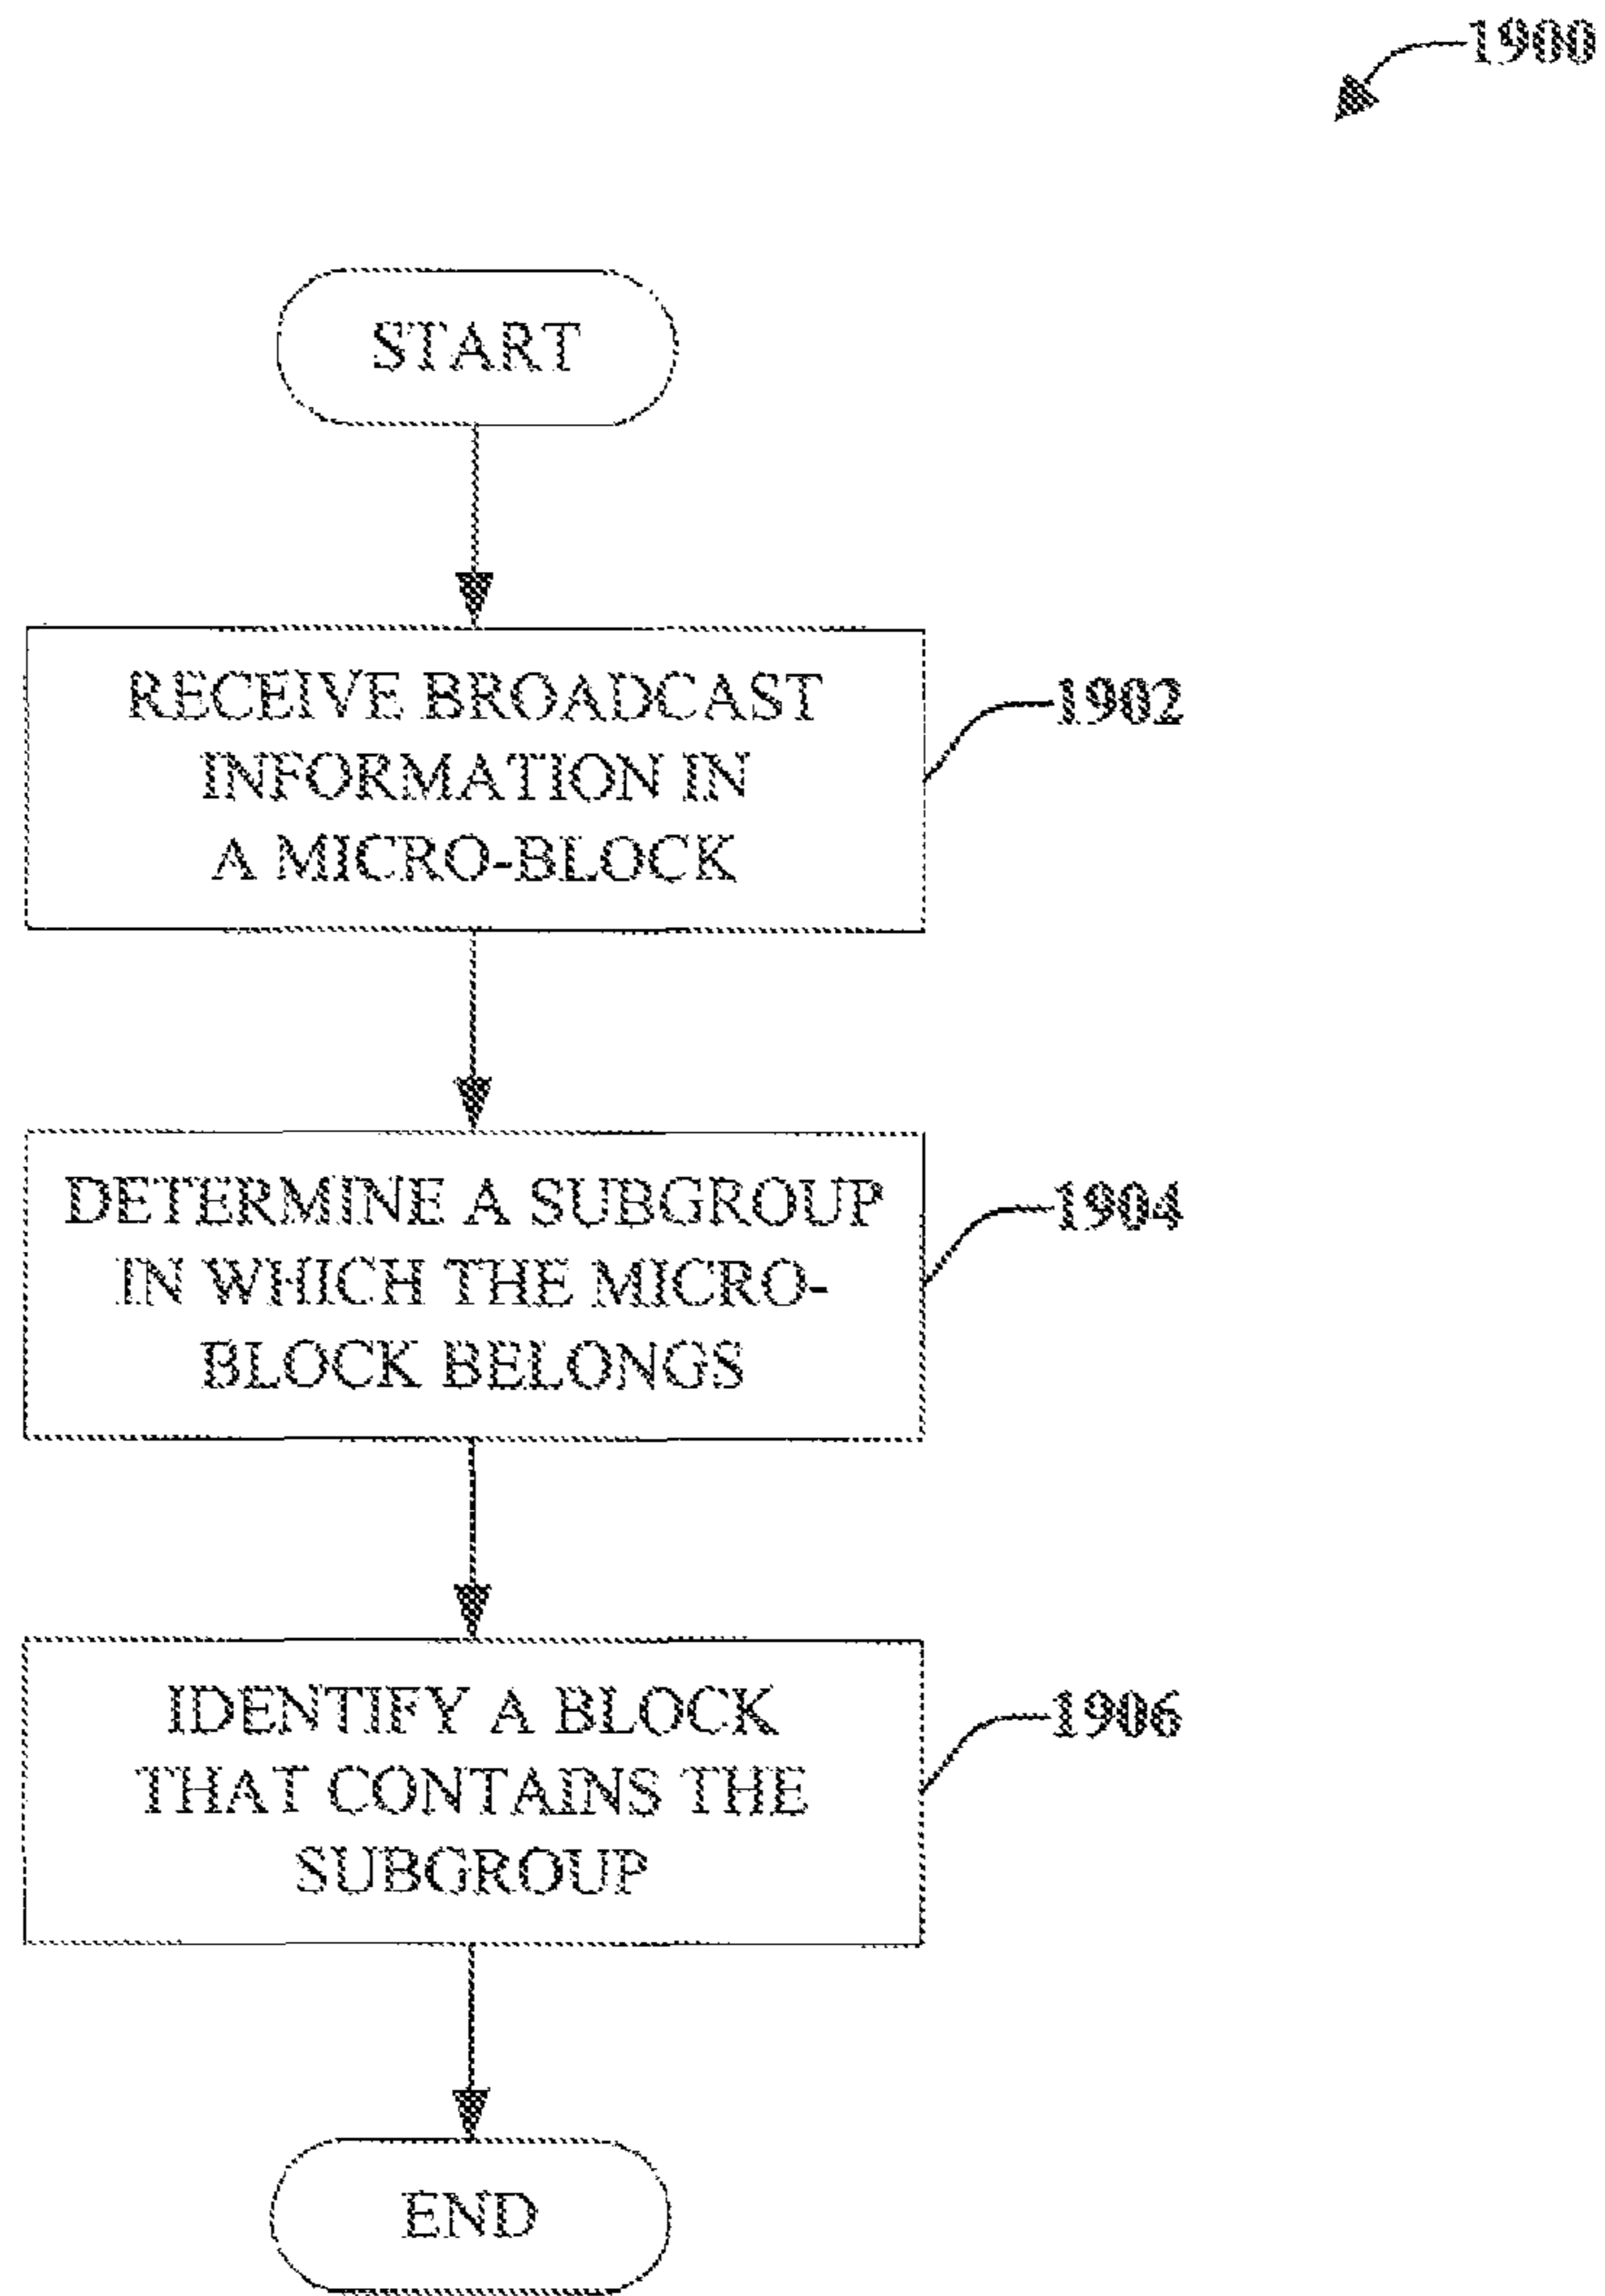 1900
START
RECEIVE BROADCAST
INFORMATION IN
A MICRO-BLOCK
1902
DETERMINE A SUBGROUP
IN WHICH THE MICRO-
BLOCK BELONGS
1904
IDENTIFY A BLOCK
THAT CONTAINS THE
SUBGROUP
1906
END